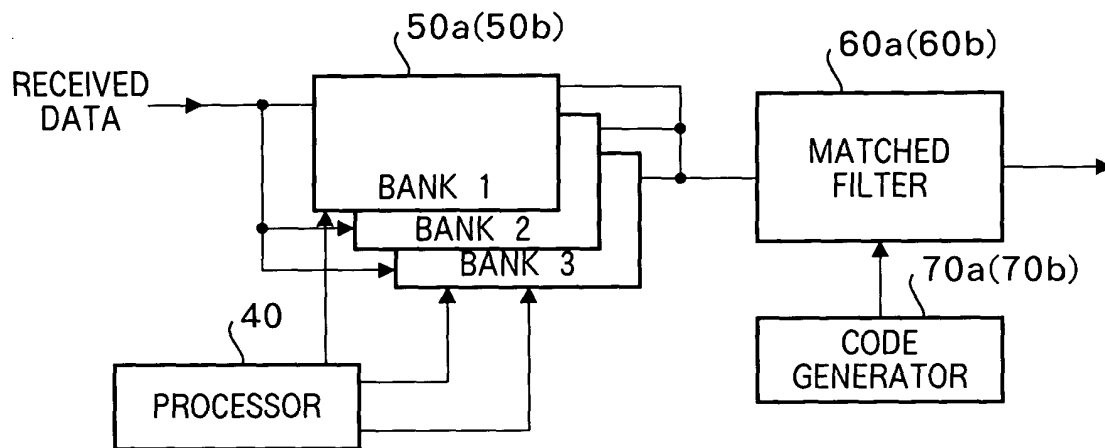 50a(50b)
60a(60b)
RECEIVED
DATA
BANK 1
BANK 2
BANK 3
MATCHED
FILTER
70a(70b)
40
PROCESSOR
CODE
GENERATOR